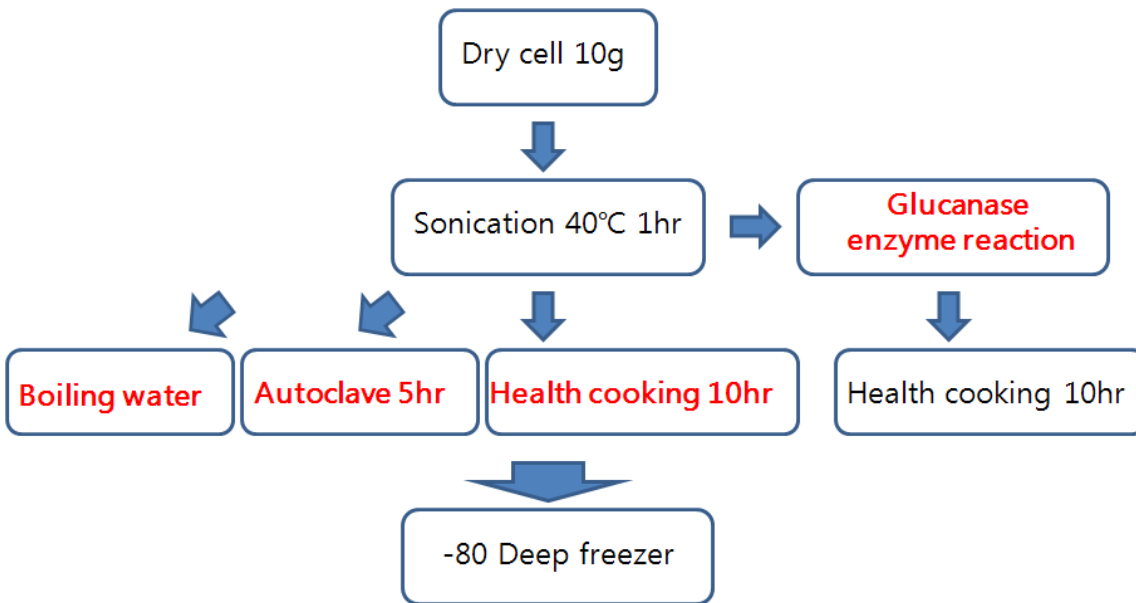 Dry cell 10g
Sonication 40℃ 1hr
Glucanase
enzyme reaction
Boiling water
Autoclave 5hr
Health cooking 10hr
Health cooking 10hr
-80 Deep freezer